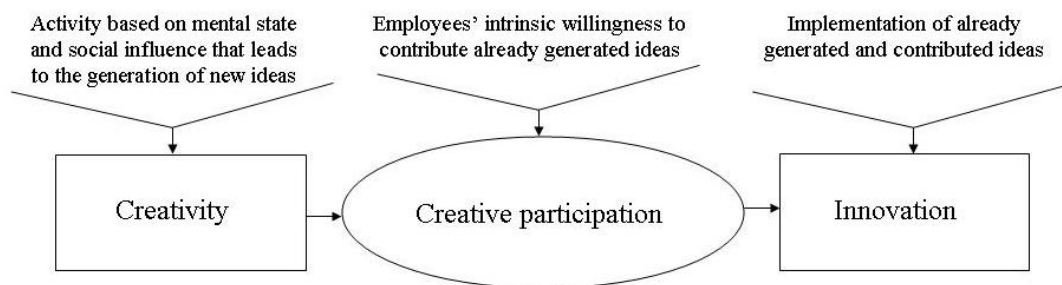 Activity based on mental state
and social influence that leads
to the generation of new ideas
Employees’ intrinsic willingness to
contribute already generated ideas
Implementation of already
generated and contributed ideas
Creativity
Creative participation
Innovation